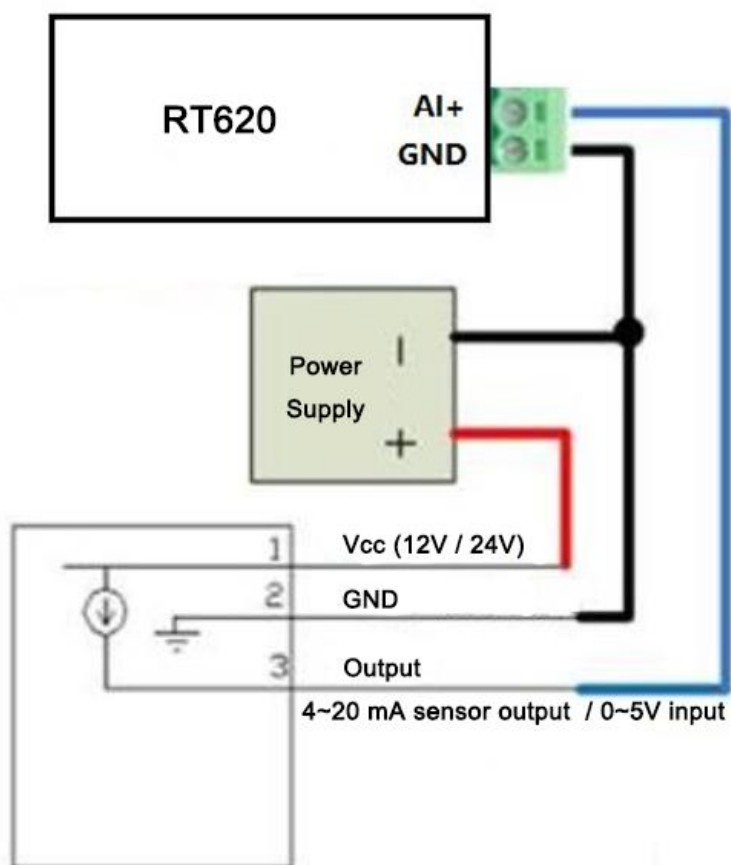 RT620
AI+
GND
Power
Supply
-
+
1
Vcc (12V / 24V)
2
GND
3
Output
4~20 mA sensor output / 0~5V input